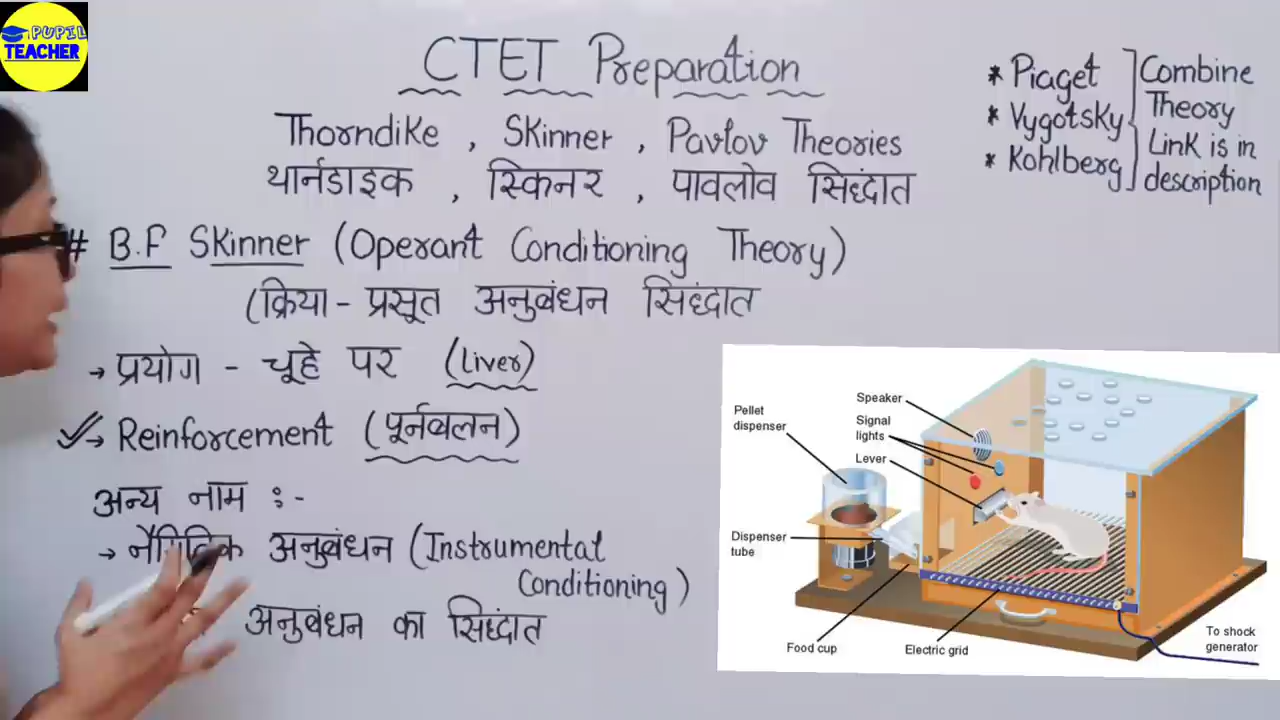 PUPIL
TEACHER
CTET Preparation
Thorndike , Skinner , Pavlov Theories
थार्नडाइक , स्किनर , पावलोव सिध्दांत
* Piaget
* Vygotsky
* Kohlberg
Combine
Theory
Link is in
description
# B.F Skinner (Operant Conditioning Theory)
(क्रिया - प्रसूत अनुबंधन सिध्दांत
→ प्रयोग - चूहे पर (Liver)
→ Reinforcement (पूर्नबलन)
अन्य नाम :-
→ अनुबंधन (Instrumental
Conditioning)
अनुबंधन का सिध्दांत
Speaker
Pellet
dispenser
Signal
lights
Lever
Dispenser
tube
Food cup
Electric grid
To shock
generator